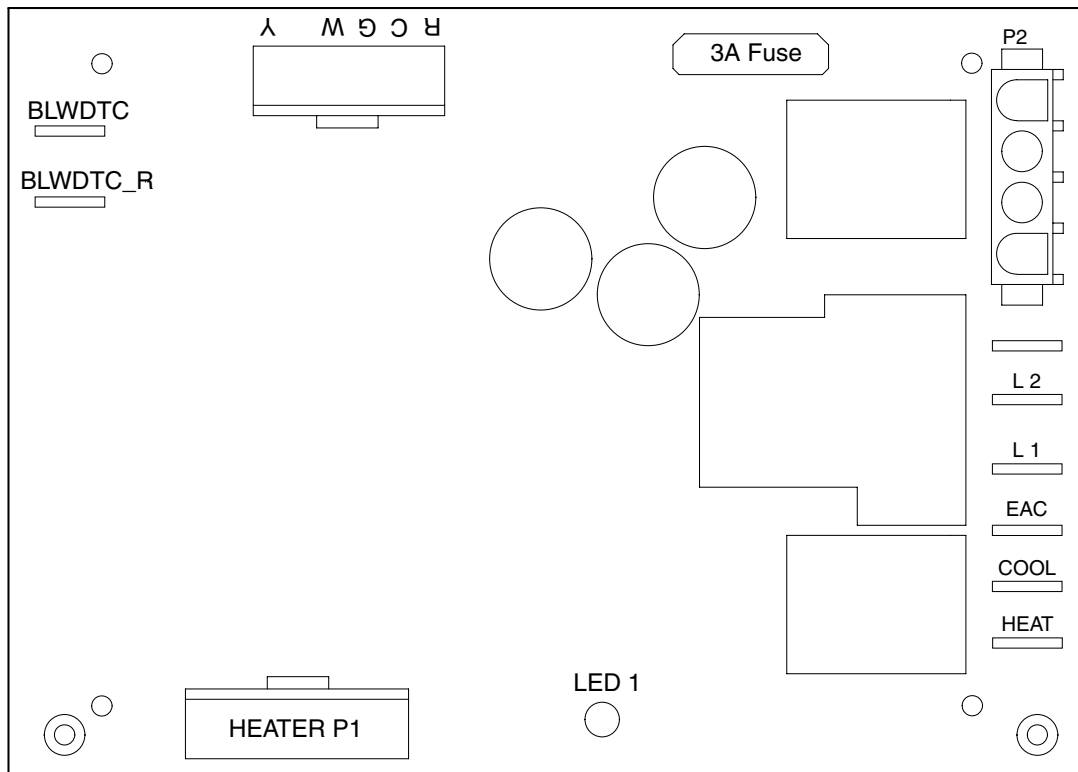 Y W G C R
3A Fuse
P2
BLWDTC
BLWDTC_R
L 2
L 1
EAC
COOL
HEAT
LED 1
HEATER P1